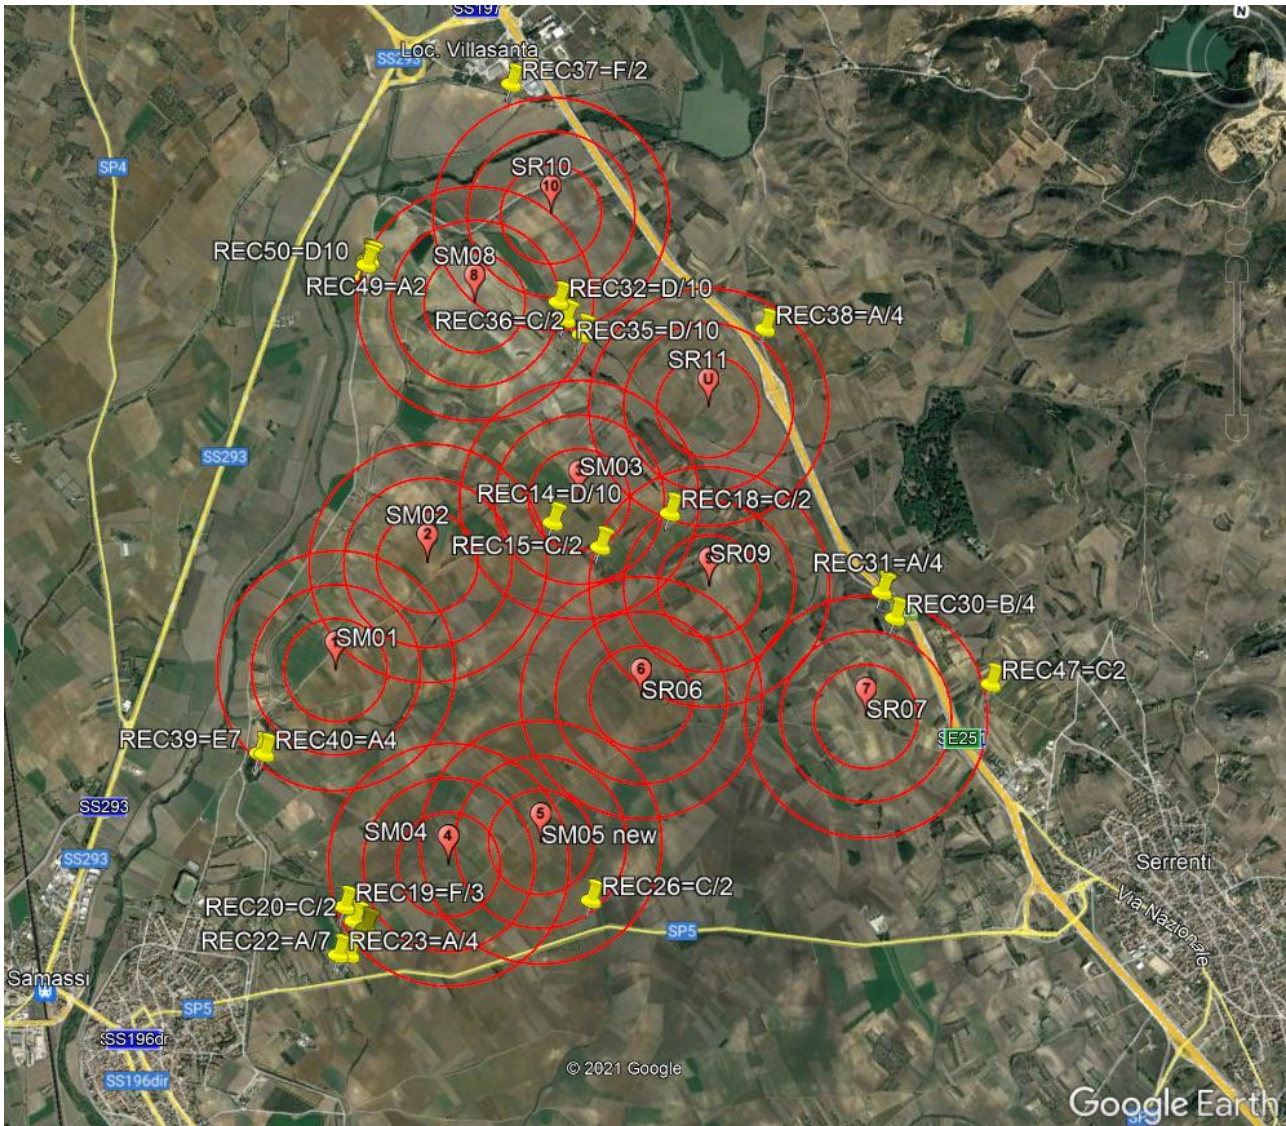 SS197
Loc. Villasanta
SS293
REC37=F/2
N
SP4
SR10
10
REC50=D10
SM08
8
REC49=A2
REC32=D/10
REC36=C/2
REC35=D/10
REC38=A/4
SR11
U
SS293
SM03
3
REC14=D/10
REC18=C/2
SM02
2
REC15=C/2
SR09
REC31=A/4
REC30=B/4
SM01
6
SR06
7
SR07
REC47=C2
REC39=E7
REC40=A4
SS293
SM04
4
5
SM05 new
SS293
Serrenti
REC19=F/3
REC20=C/2
REC26=C/2
REC22=A/7
REC23=A/4
SP5
Via Nazionale
Samassi
SP5
SS196dir
© 2021 Google
Google Earth